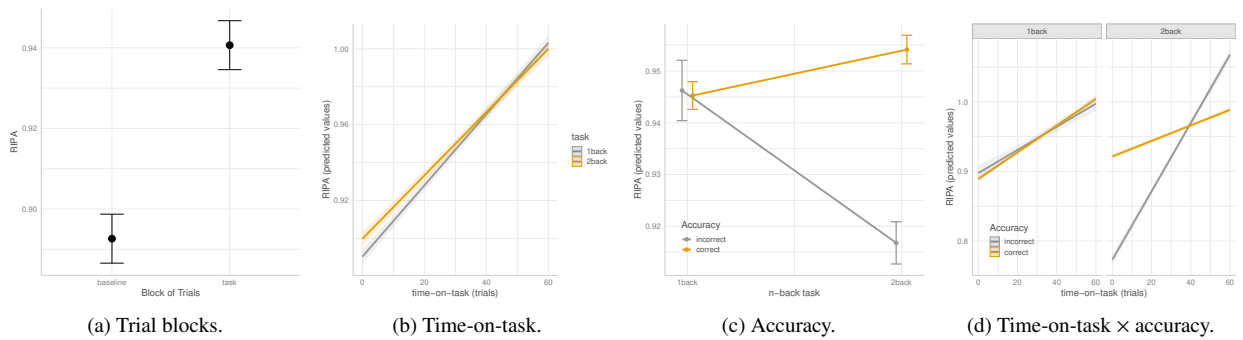 RIPA
0.94
0.92
0.90
baseline
task
Block of Trials
(a) Trial blocks.
RIPA (predicted values)
1.00
0.98
0.96
0.92
0
20
40
60
time−on−task (trials)
task
1back
2back
(b) Time-on-task.
RIPA (predicted values)
0.95
0.94
0.93
0.92
Accuracy
incorrect
correct
1back
2back
n−back task
(c) Accuracy.
1back
2back
RIPA (predicted values)
1.0
0.9
0.8
Accuracy
incorrect
correct
0
20
40
60
0
20
40
60
time−on−task (trials)
(d) Time-on-task × accuracy.